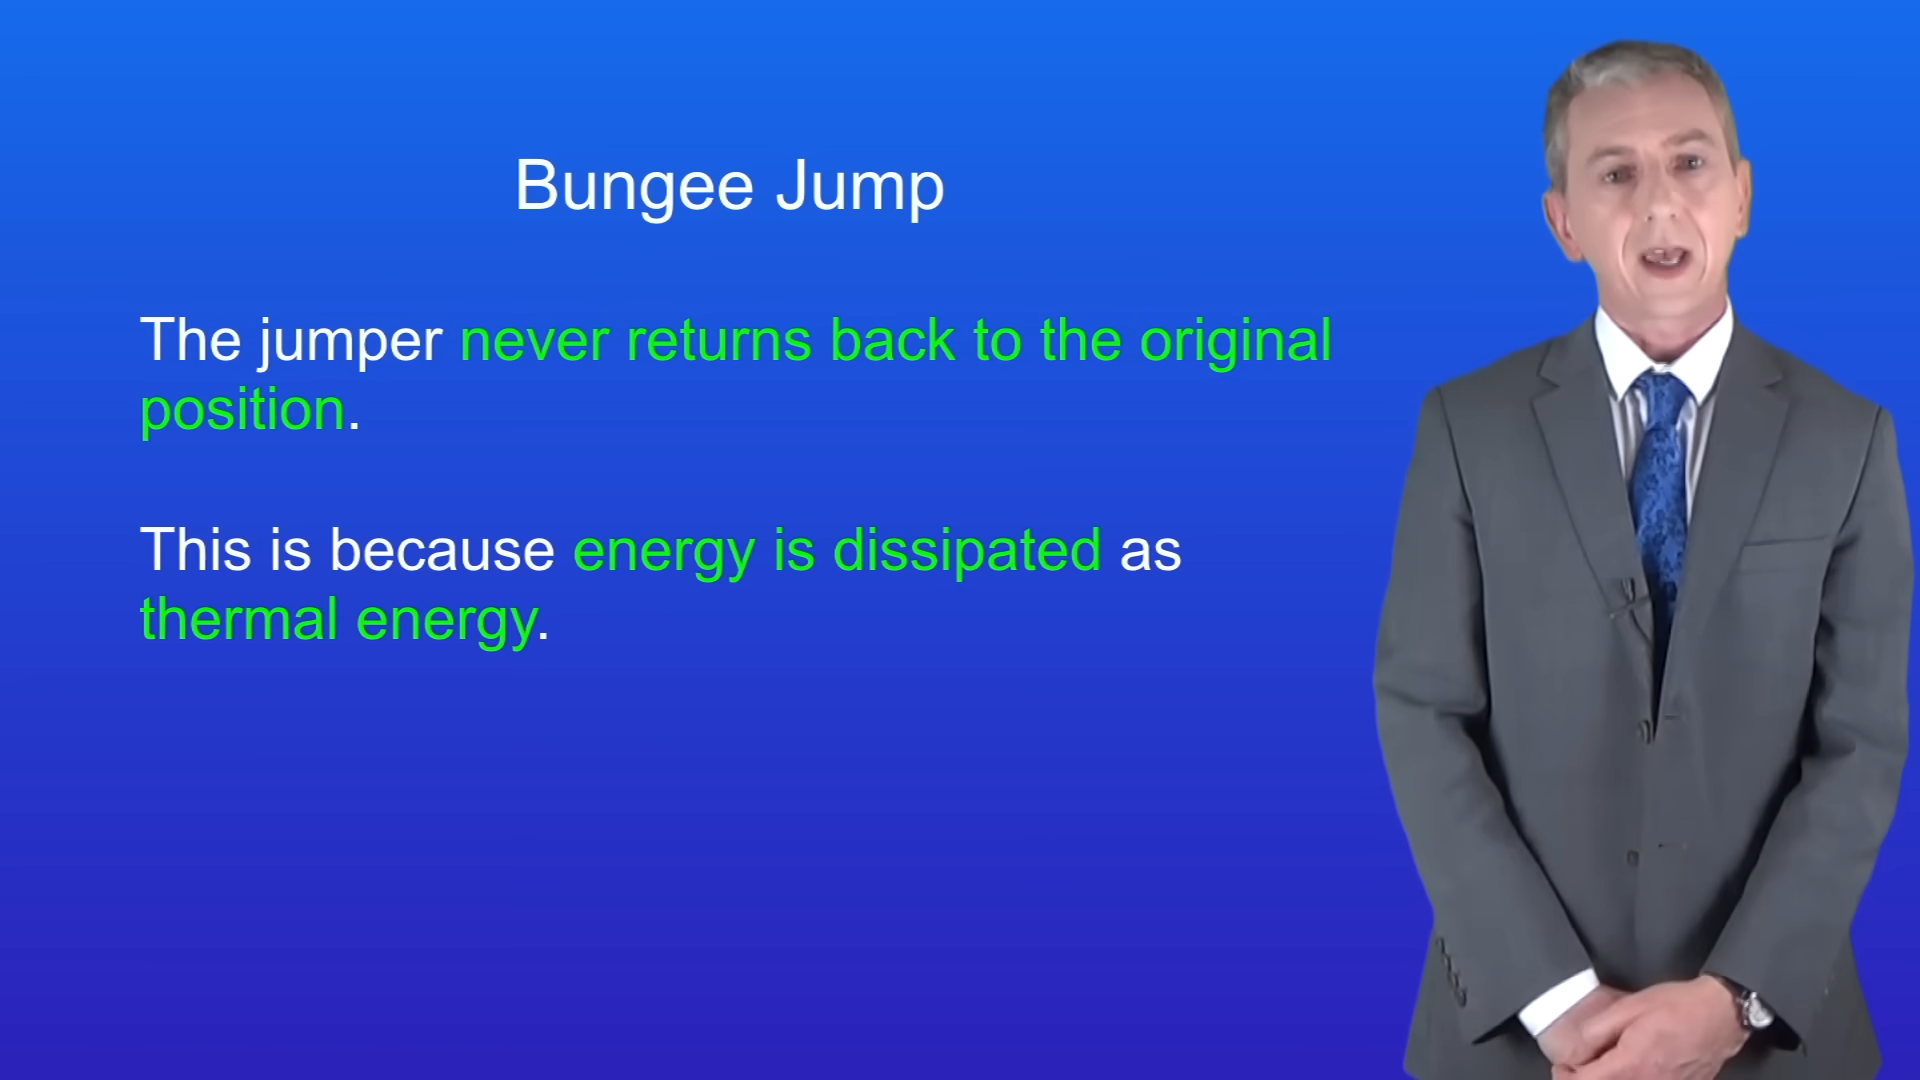 Bungee Jump
The jumper never returns back to the original
position.
This is because energy is dissipated as
thermal energy.